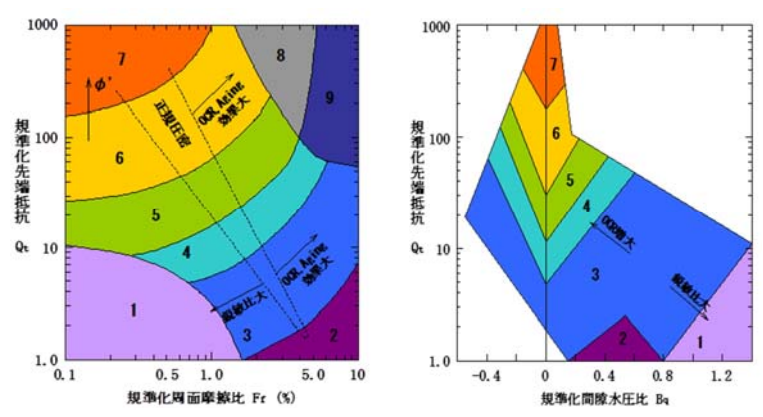 1000
100
10
1.0
0.1
0.5
1.0
5.0
10
規準化先端抵抗
Qt
規準化周面摩擦比 Fr (%)
7
8
9
φ'
正規圧密
OCR,Aging
効果大
6
5
4
OCR,Aging
効果大
鋭敏比大
1
3
2
1000
100
10
1.0
-0.4
0
0.4
0.8
1.2
規準化先端抵抗
Qt
規準化間隙水圧比 Bq
7
6
5
4
OCR増大
3
鋭敏比大
2
1